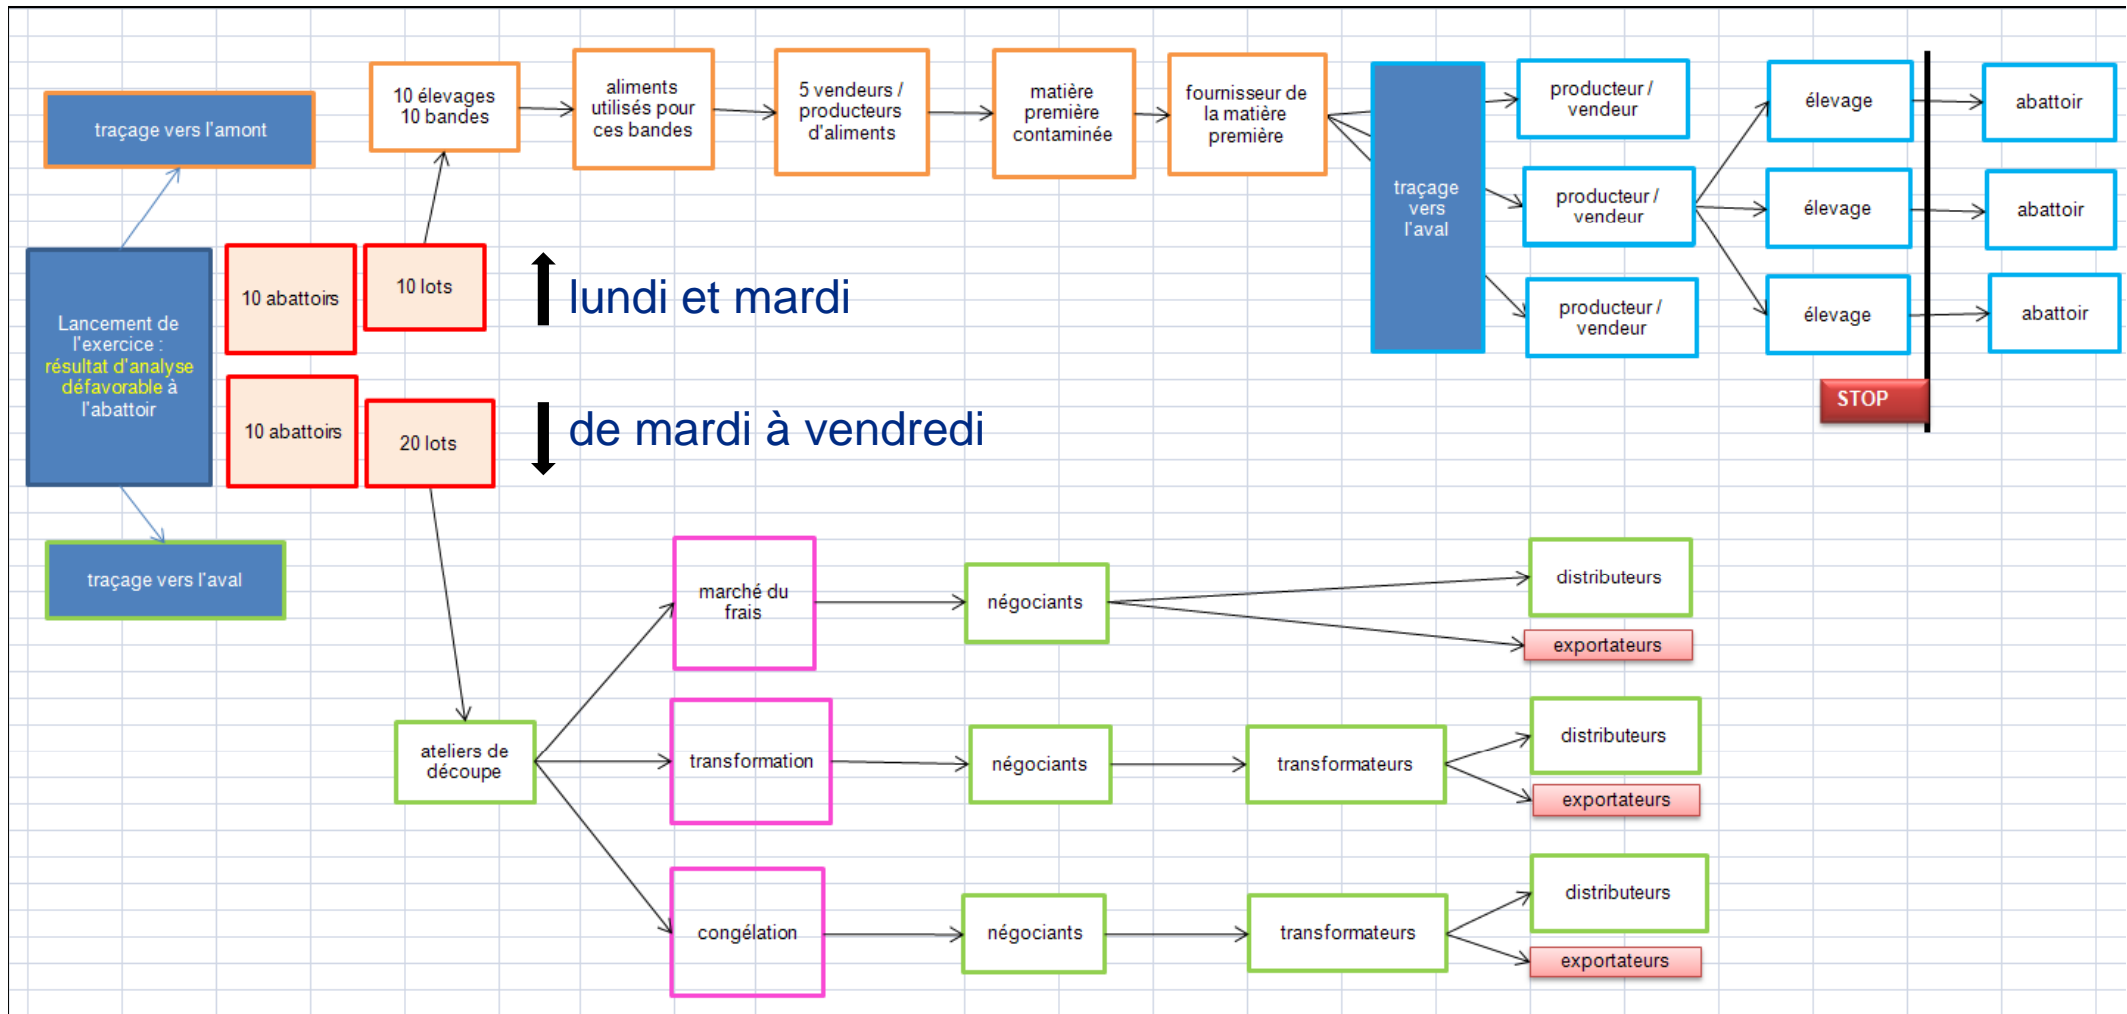 traçage vers l'amont
10 élevages
10 bandes
aliments
utilisés pour
ces bandes
5 vendeurs /
producteurs
d'aliments
matière
première
contaminée
fournisseur de
la matière
première
traçage
vers
l'aval
producteur /
vendeur
élevage
abattoir
producteur /
vendeur
élevage
abattoir
producteur /
vendeur
élevage
abattoir
STOP
Lancement de
l'exercice :
résultat d'analyse
défavorable à
l'abattoir
10 abattoirs
10 lots
lundi et mardi
10 abattoirs
20 lots
de mardi à vendredi
traçage vers l'aval
ateliers de
découpe
marché du
frais
négociants
distributeurs
exportateurs
transformation
négociants
transformateurs
distributeurs
exportateurs
congélation
négociants
transformateurs
distributeurs
exportateurs